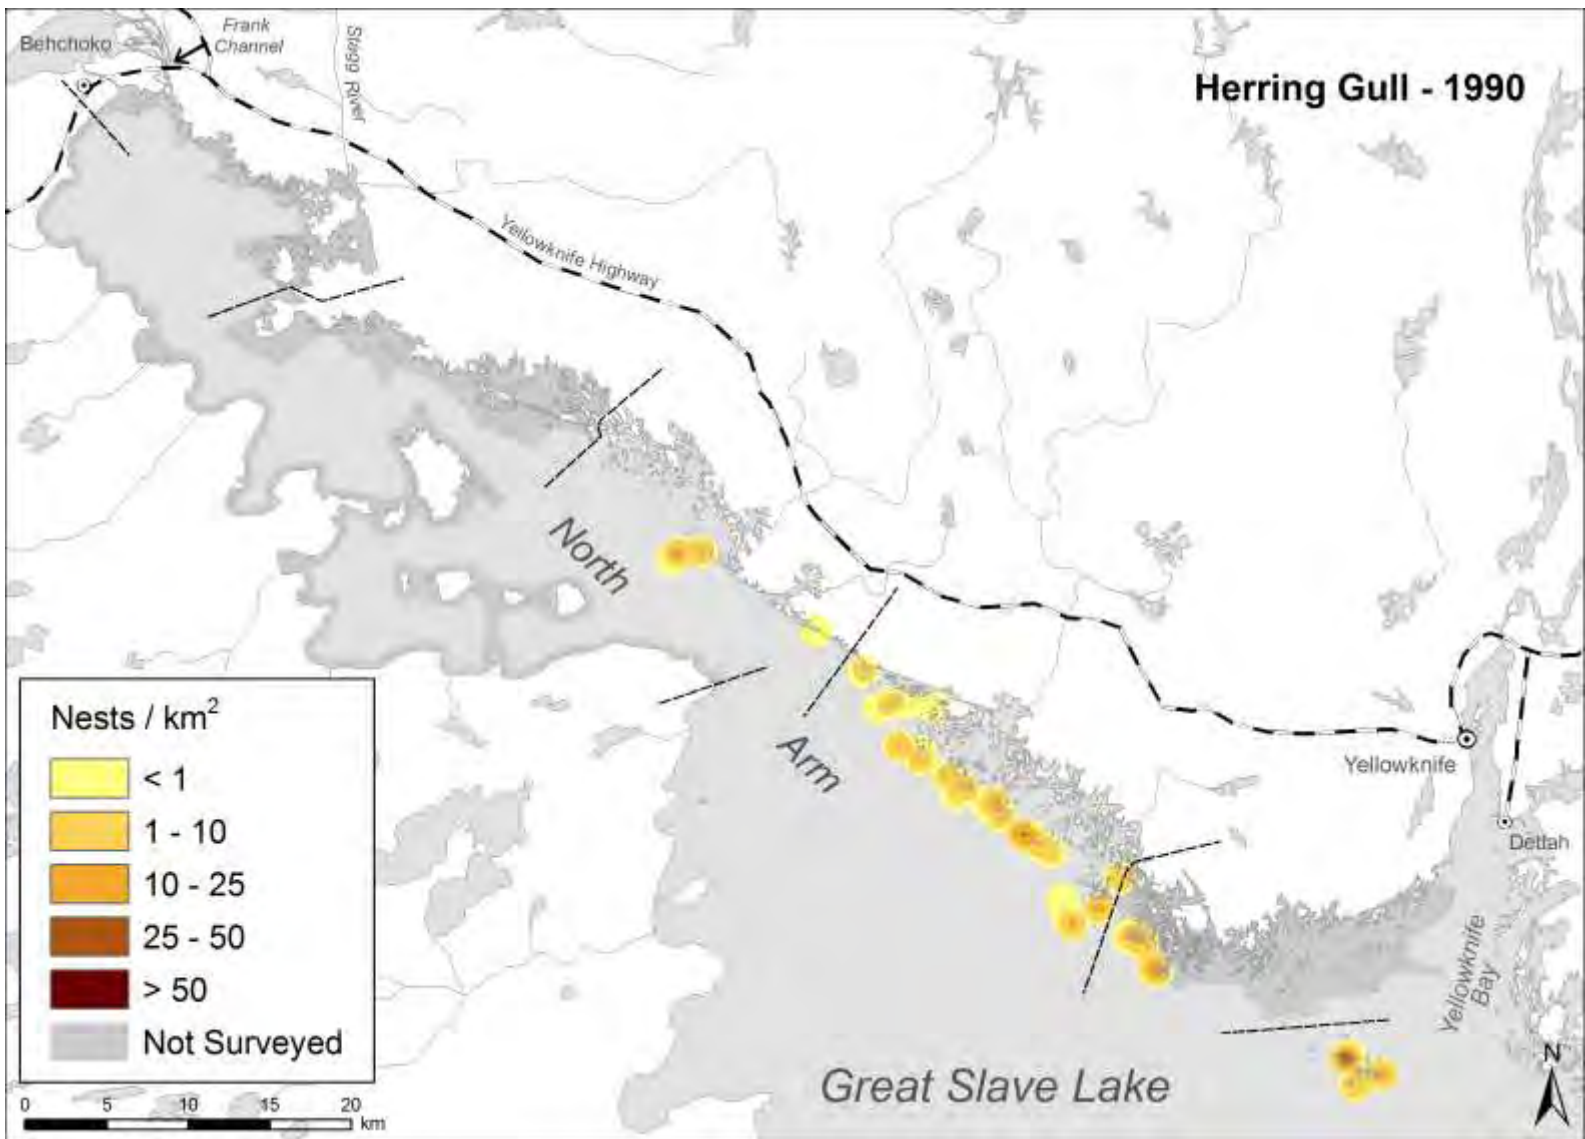 Behchoko
Frank
Channel
Stagg River
Herring Gull - 1990
Yellowknife Highway
North
Arm
Yellowknife
Dettah
Yellowknife
Bay
Great Slave Lake
N
Nests / km²
< 1
1 - 10
10 - 25
25 - 50
> 50
Not Surveyed
0 5 10 15 20
km